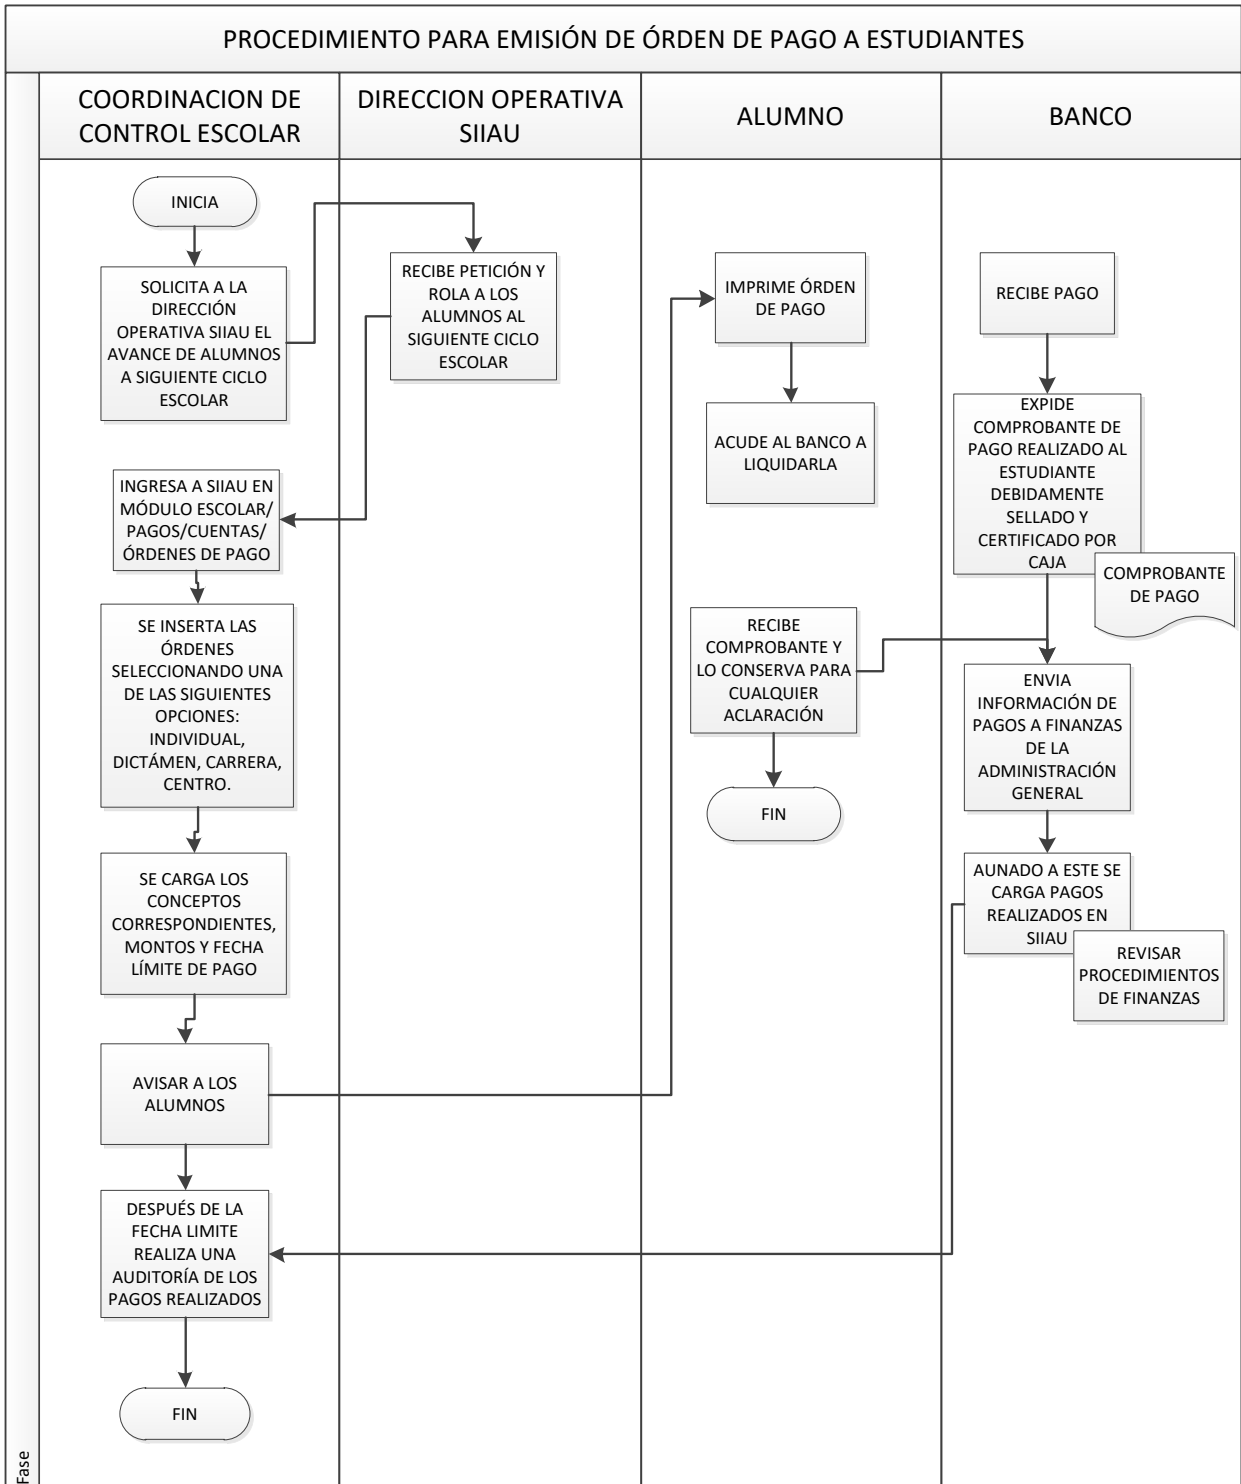 PROCEDIMIENTO PARA EMISIÓN DE ÓRDEN DE PAGO A ESTUDIANTES
COORDINACION DE
CONTROL ESCOLAR
DIRECCION OPERATIVA
SIIAU
ALUMNO
BANCO
INICIA
SOLICITA A LA
DIRECCIÓN
OPERATIVA SIIAU EL
AVANCE DE ALUMNOS
A SIGUIENTE CICLO
ESCOLAR
INGRESA A SIIAU EN
MÓDULO ESCOLAR/
PAGOS/CUENTAS/
ÓRDENES DE PAGO
SE INSERTA LAS
ÓRDENES
SELECCIONANDO UNA
DE LAS SIGUIENTES
OPCIONES:
INDIVIDUAL,
DICTÁMEN, CARRERA,
CENTRO.
SE CARGA LOS
CONCEPTOS
CORRESPONDIENTES,
MONTOS Y FECHA
LÍMITE DE PAGO
AVISAR A LOS
ALUMNOS
DESPUÉS DE LA
FECHA LIMITE
REALIZA UNA
AUDITORÍA DE LOS
PAGOS REALIZADOS
FIN
RECIBE PETICIÓN Y
ROLA A LOS
ALUMNOS AL
SIGUIENTE CICLO
ESCOLAR
IMPRIME ÓRDEN
DE PAGO
ACUDE AL BANCO A
LIQUIDARLA
RECIBE
COMPROBANTE Y
LO CONSERVA PARA
CUALQUIER
ACLARACIÓN
FIN
RECIBE PAGO
EXPIDE
COMPROBANTE DE
PAGO REALIZADO AL
ESTUDIANTE
DEBIDAMENTE
SELLADO Y
CERTIFICADO POR
CAJA
COMPROBANTE
DE PAGO
ENVIA
INFORMACIÓN DE
PAGOS A FINANZAS
DE LA
ADMINISTRACIÓN
GENERAL
AUNADO A ESTE SE
CARGA PAGOS
REALIZADOS EN
SIIAU
REVISAR
PROCEDIMIENTOS
DE FINANZAS
Fase